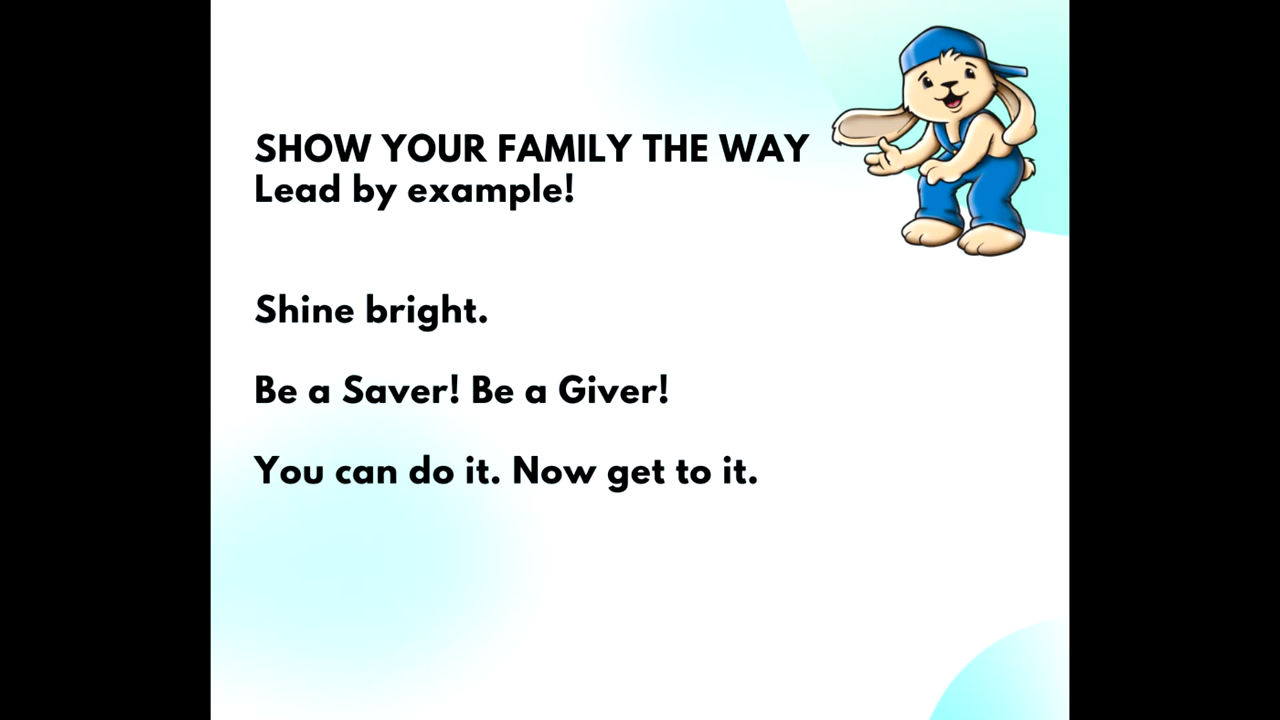 SHOW YOUR FAMILY THE WAY
Lead by example!
Shine bright.
Be a Saver! Be a Giver!
You can do it. Now get to it.